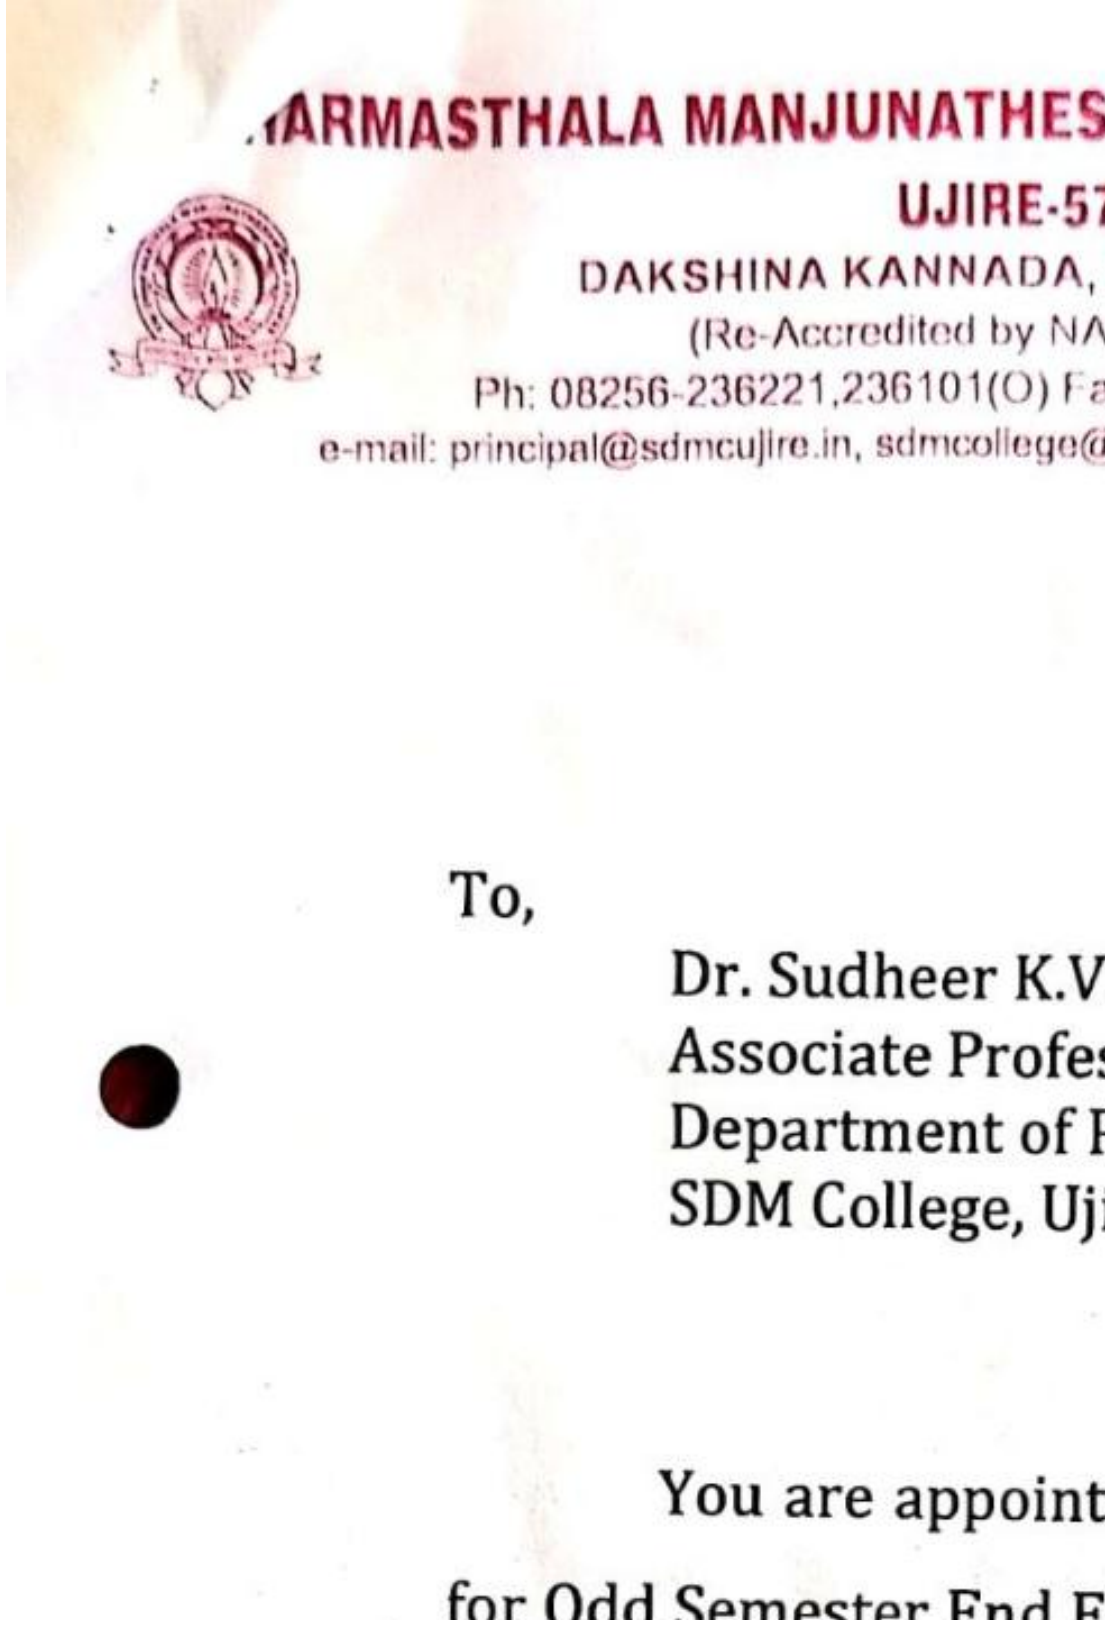 ARMASTHALA MANJUNATHES
UJIRE-57
DAKSHINA KANNADA,
(Re-Accredited by NA
Ph: 08256-236221,236101(O) Fa
e-mail: principal@sdmcujire.in, sdmcollege@
To,
Dr. Sudheer K.V
Associate Profes
Department of P
SDM College, Uji
You are appoint
for Odd Semester End E